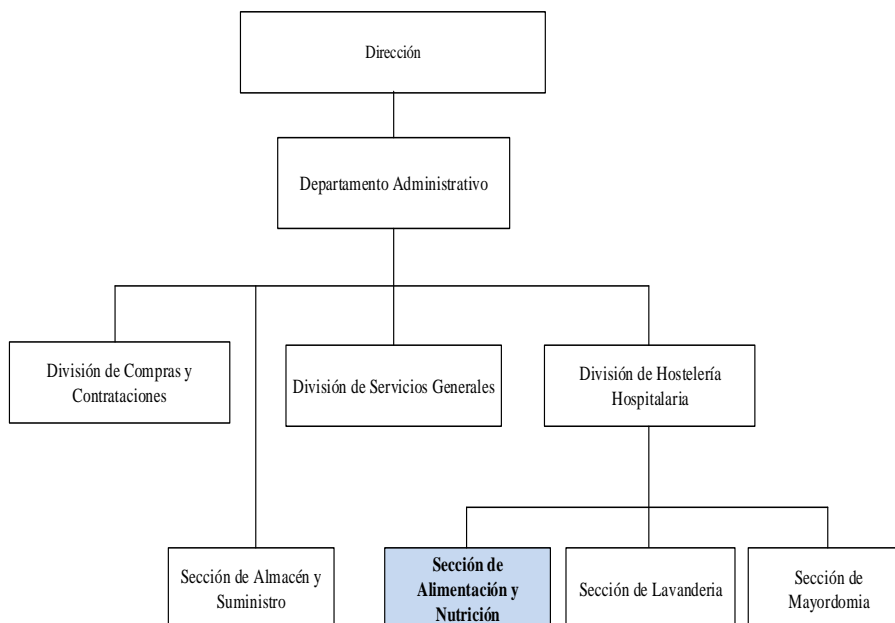 Dirección
Departamento Administrativo
División de Compras y
Contrataciones
División de Servicios Generales
División de Hostelería
Hospitalaria
Sección de Almacén y
Suministro
Sección de
Alimentación y
Nutrición
Sección de Lavanderia
Sección de
Mayordomia